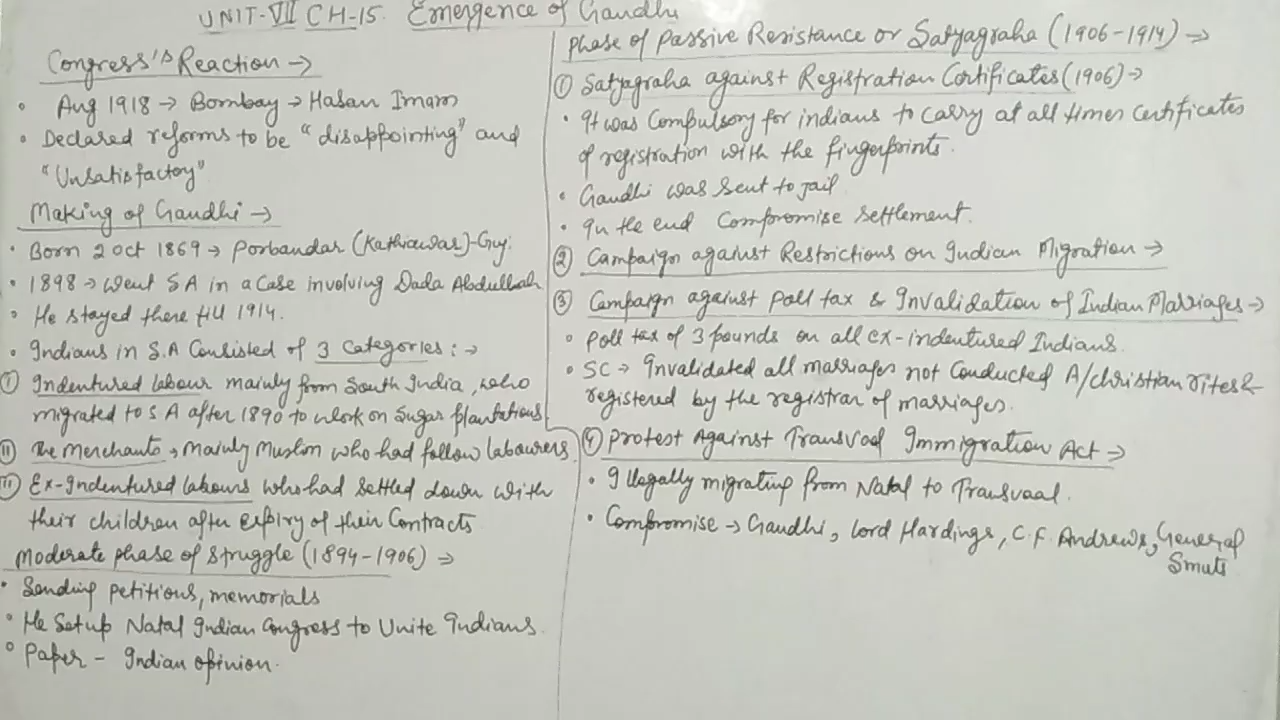 UNIT-VII CH-15. Emergence of Gandhi
Congress's Reaction →
• Aug 1918 → Bombay → Hasan Imam
• Declared reforms to be "disappointing" and
"Unsatisfactory"
Making of Gandhi →
• Born 2 oct 1869 → Porbandar (Kathiawar)-Guj.
• 1898 → went SA in a case involving Dada Abdullah
• He stayed there till 1914.
• Indians in S.A Consisted of 3 Categories: →
I Indentured labour mainly from South India, who
migrated to SA after 1890 to work on Sugar plantations
II The merchants → mainly Muslim who had follow labourers
III Ex-Indentured labours who had settled down with
their children after expiry of their Contracts
Moderate phase of struggle (1894-1906) →
• Sending petitions, memorials
• He Setup Natal Indian Congress to Unite Indians.
• Paper - Indian opinion.
Phase of Passive Resistance or Satyagraha (1906-1914) →
① Satyagraha against Registration Certificates (1906) →
• It was Compulsory for indians to carry at all times Certificates
of registration with the fingerprints.
• Gandhi was sent to jail.
• In the end Compromise settlement.
② Campaign against Restrictions on Indian Migration →
③ Campaign against Poll tax & Invalidation of Indian Marriages →
• Poll tax of 3 pounds on all ex-indentured Indians.
• SC → Invalidated all marriages not Conducted A/christian rites &
registered by the registrar of marriages.
④ Protest Against Transvaal Immigration Act →
• Illegally migrating from Natal to Transvaal.
• Compromise → Gandhi, Lord Hardings, C.F. Andrews, General
Smuts